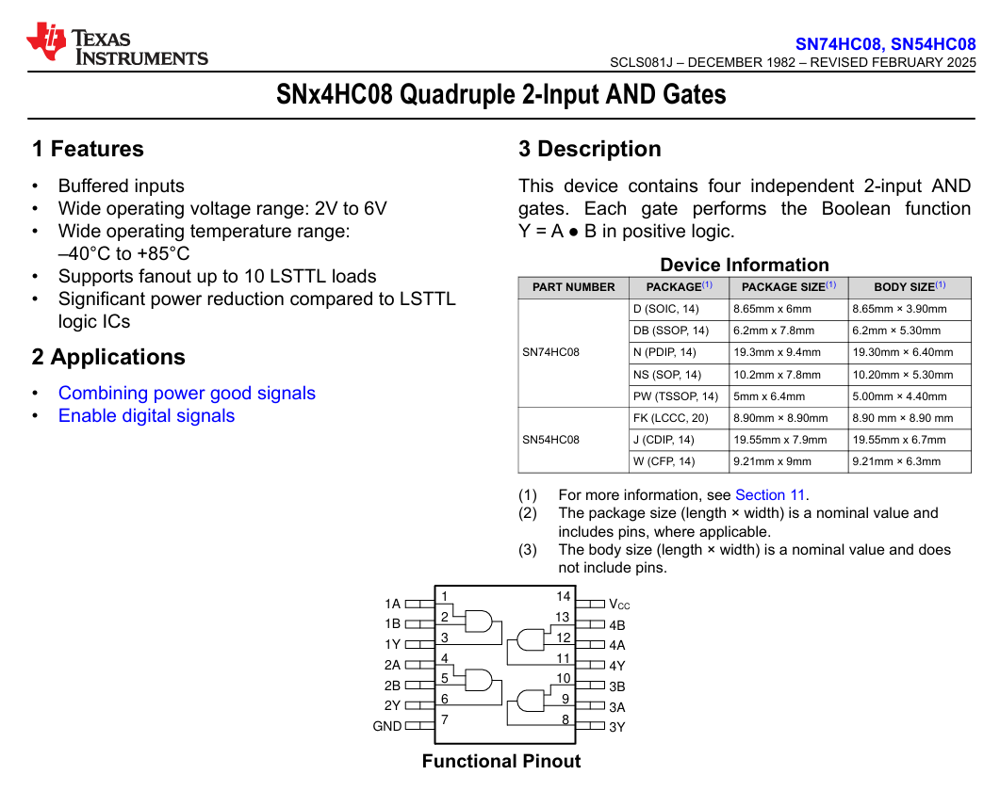 TEXAS
INSTRUMENTS
SN74HC08, SN54HC08
SCLS081J – DECEMBER 1982 – REVISED FEBRUARY 2025
SNx4HC08 Quadruple 2-Input AND Gates
1 Features
• Buffered inputs
• Wide operating voltage range: 2V to 6V
• Wide operating temperature range:
–40°C to +85°C
• Supports fanout up to 10 LSTTL loads
• Significant power reduction compared to LSTTL
logic ICs
2 Applications
• Combining power good signals
• Enable digital signals
3 Description
This device contains four independent 2-input AND
gates. Each gate performs the Boolean function
Y = A ● B in positive logic.
Device Information
PART NUMBER PACKAGE(1) PACKAGE SIZE(1) BODY SIZE(1)
SN74HC08
D (SOIC, 14) 8.65mm x 6mm 8.65mm × 3.90mm
DB (SSOP, 14) 6.2mm x 7.8mm 6.2mm × 5.30mm
N (PDIP, 14) 19.3mm x 9.4mm 19.30mm × 6.40mm
NS (SOP, 14) 10.2mm x 7.8mm 10.20mm × 5.30mm
PW (TSSOP, 14) 5mm x 6.4mm 5.00mm × 4.40mm
SN54HC08
FK (LCCC, 20) 8.90mm × 8.90mm 8.90 mm × 8.90 mm
J (CDIP, 14) 19.55mm x 7.9mm 19.55mm x 6.7mm
W (CFP, 14) 9.21mm x 9mm 9.21mm × 6.3mm
(1) For more information, see Section 11.
(2) The package size (length × width) is a nominal value and
includes pins, where applicable.
(3) The body size (length × width) is a nominal value and does
not include pins.
1A 1 14 VCC
1B 2 13 4B
1Y 3 12 4A
2A 4 11 4Y
2B 5 10 3B
2Y 6 9 3A
GND 7 8 3Y
Functional Pinout